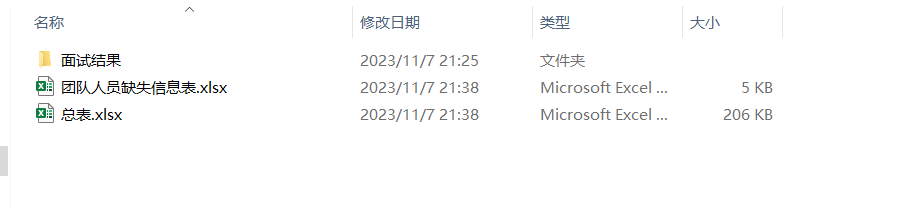 名称 修改日期 类型 大小
面试结果 2023/11/7 21:25 文件夹
团队人员缺失信息表.xlsx 2023/11/7 21:38 Microsoft Excel ... 5 KB
总表.xlsx 2023/11/7 21:38 Microsoft Excel ... 206 KB